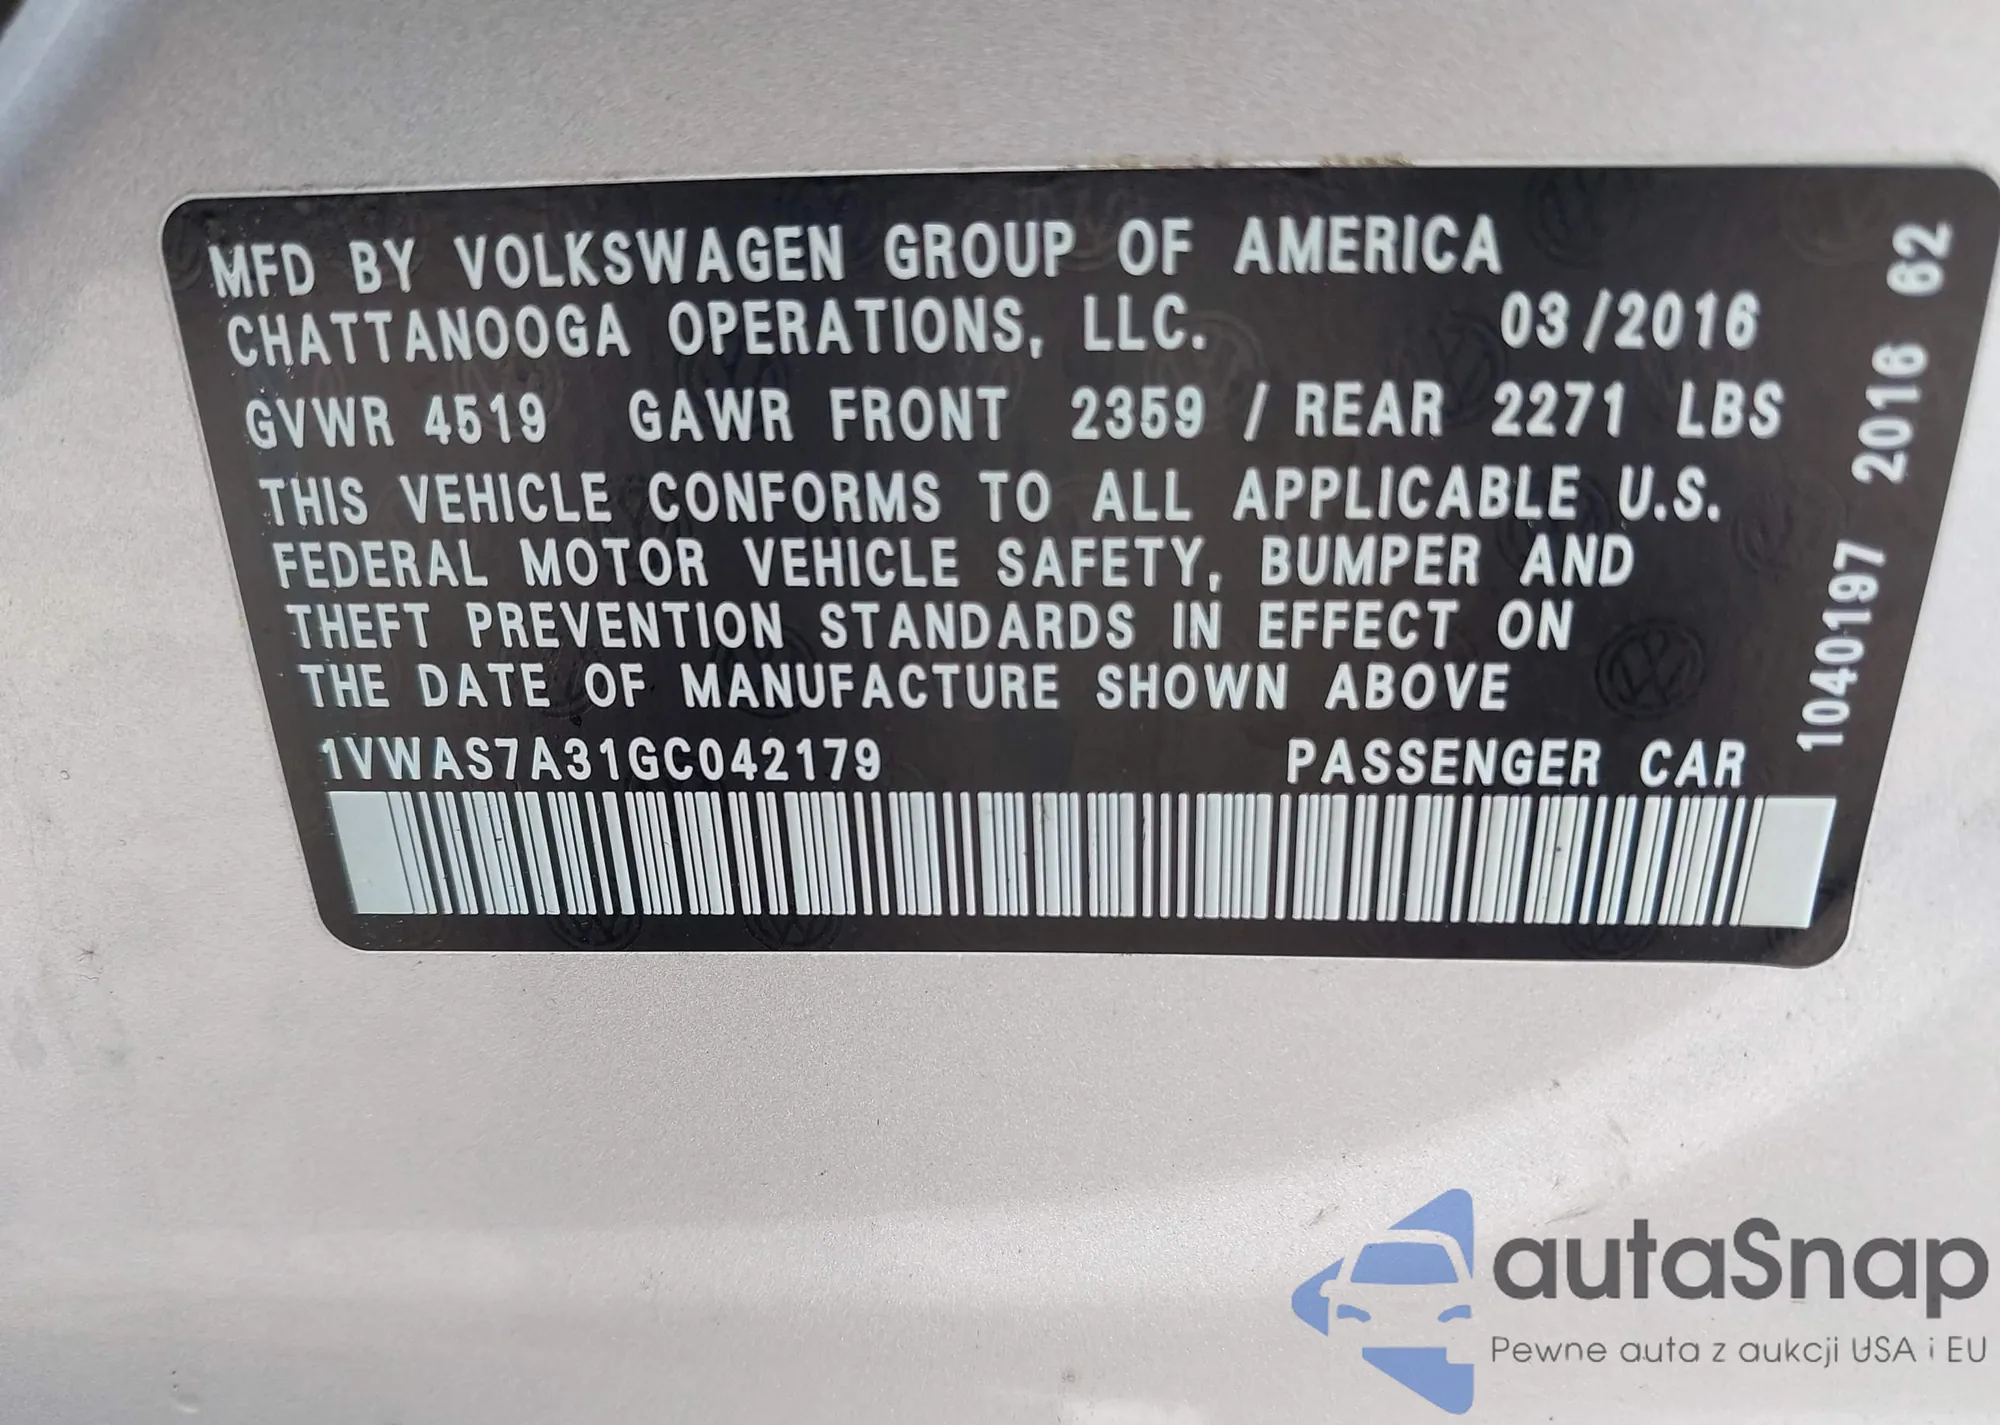 MFD BY VOLKSWAGEN GROUP OF AMERICA
CHATTANOOGA OPERATIONS, LLC. 03/2016
GVWR 4519 GAWR FRONT 2359 / REAR 2271 LBS
THIS VEHICLE CONFORMS TO ALL APPLICABLE U.S.
FEDERAL MOTOR VEHICLE SAFETY, BUMPER AND
THEFT PREVENTION STANDARDS IN EFFECT ON
THE DATE OF MANUFACTURE SHOWN ABOVE
1VWAS7A31GC042179 PASSENGER CAR
1040197 2016 62
autaSnap
Pewne auta z aukcji USA i EU